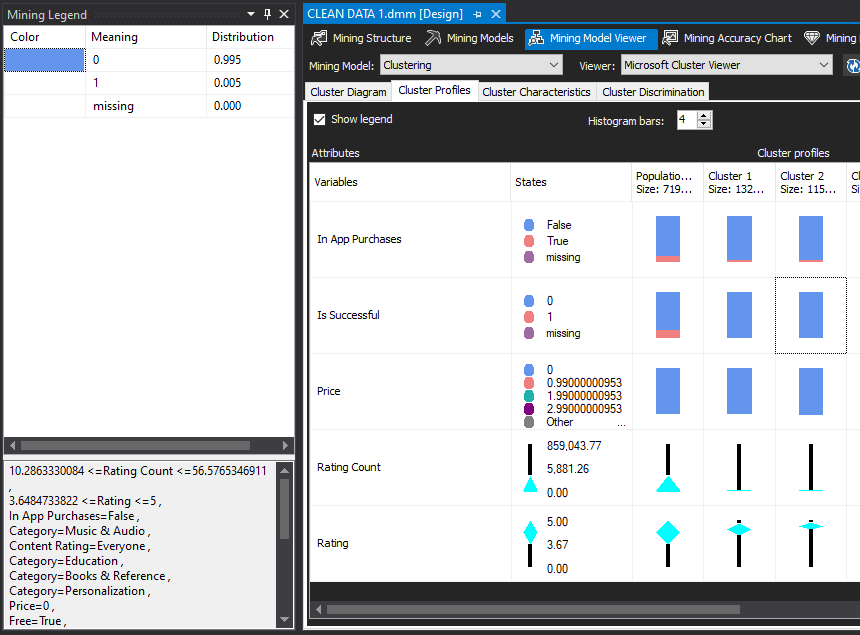 Mining Legend
Color Meaning Distribution
0 0.995
1 0.005
missing 0.000
10.2863330084 <=Rating Count <=56.5765346911
,
3.6484733822 <=Rating <=5 ,
In App Purchases=False ,
Category=Music & Audio ,
Content Rating=Everyone ,
Category=Education ,
Category=Books & Reference ,
Category=Personalization ,
Price=0 ,
Free=True ,
CLEAN DATA 1.dmm [Design]
Mining Structure Mining Models Mining Model Viewer Mining Accuracy Chart Mining
Mining Model: Clustering Viewer: Microsoft Cluster Viewer
Cluster Diagram Cluster Profiles Cluster Characteristics Cluster Discrimination
Show legend Histogram bars: 4
Attributes Cluster profiles
Variables States Populatio... Cluster 1 Cluster 2
Size: 719... Size: 132... Size: 115...
In App Purchases
False
True
missing
Is Successful
0
1
missing
Price
0
0.99000000953
1.99000000953
2.99000000953
Other ...
Rating Count
859,043.77
5,881.26
0.00
Rating
5.00
3.67
0.00